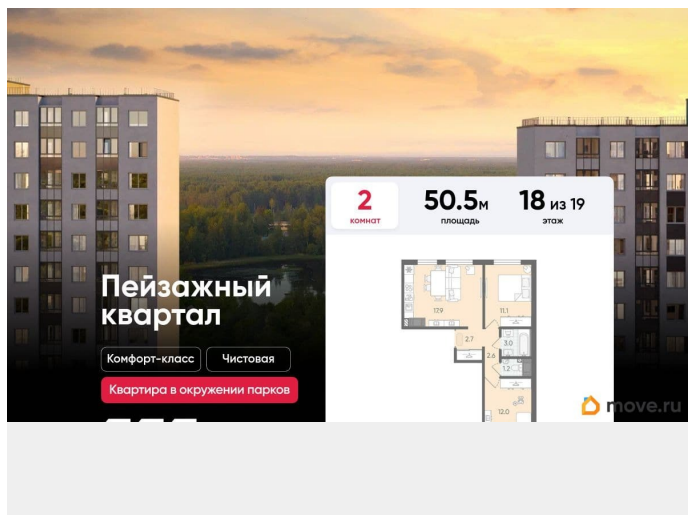 2
комнат
50.5м
площадь
18 из 19
этаж
Пейзажный
квартал
Комфорт-класс
Чистовая
Квартира в окружении парков
17.9
11.1
2.7
3.0
2.6
1.2
12.0
move.ru